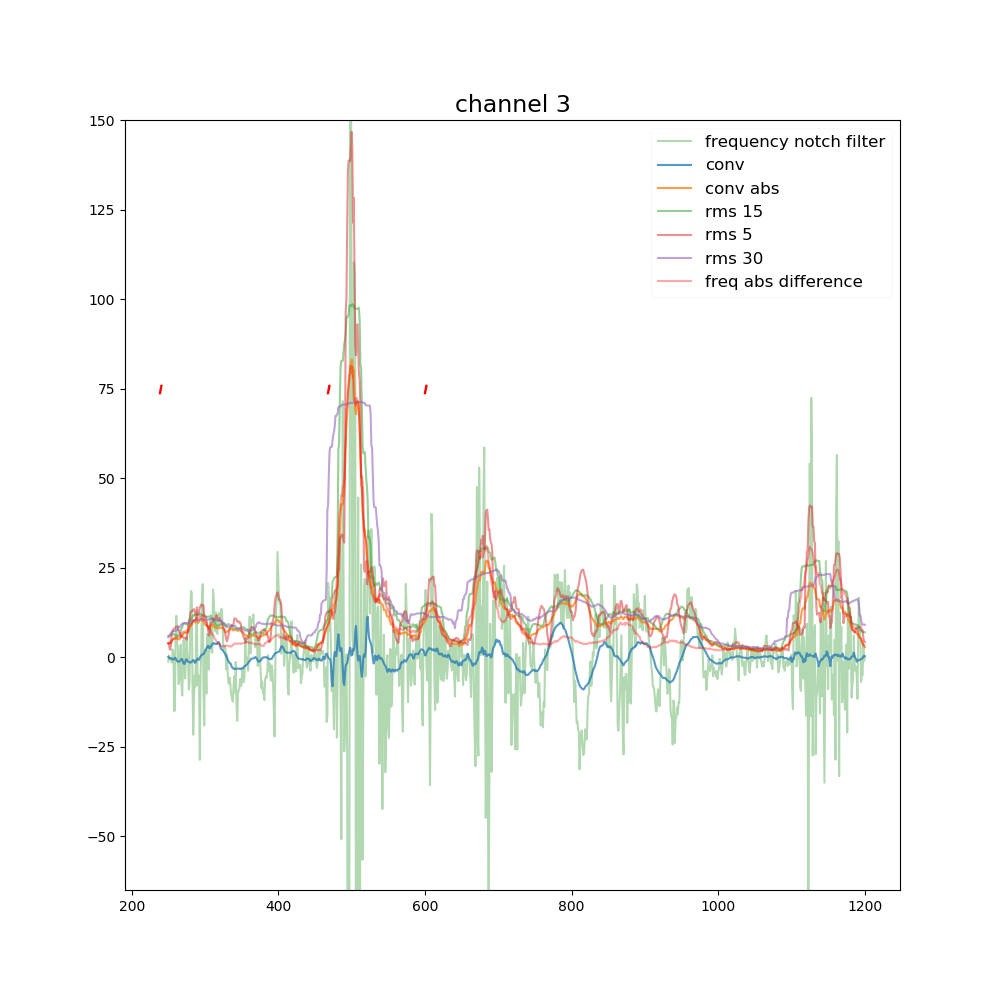 channel 3
150
125
100
75
50
25
0
−25
−50
200 400 600 800 1000 1200
frequency notch filter
conv
conv abs
rms 15
rms 5
rms 30
freq abs difference